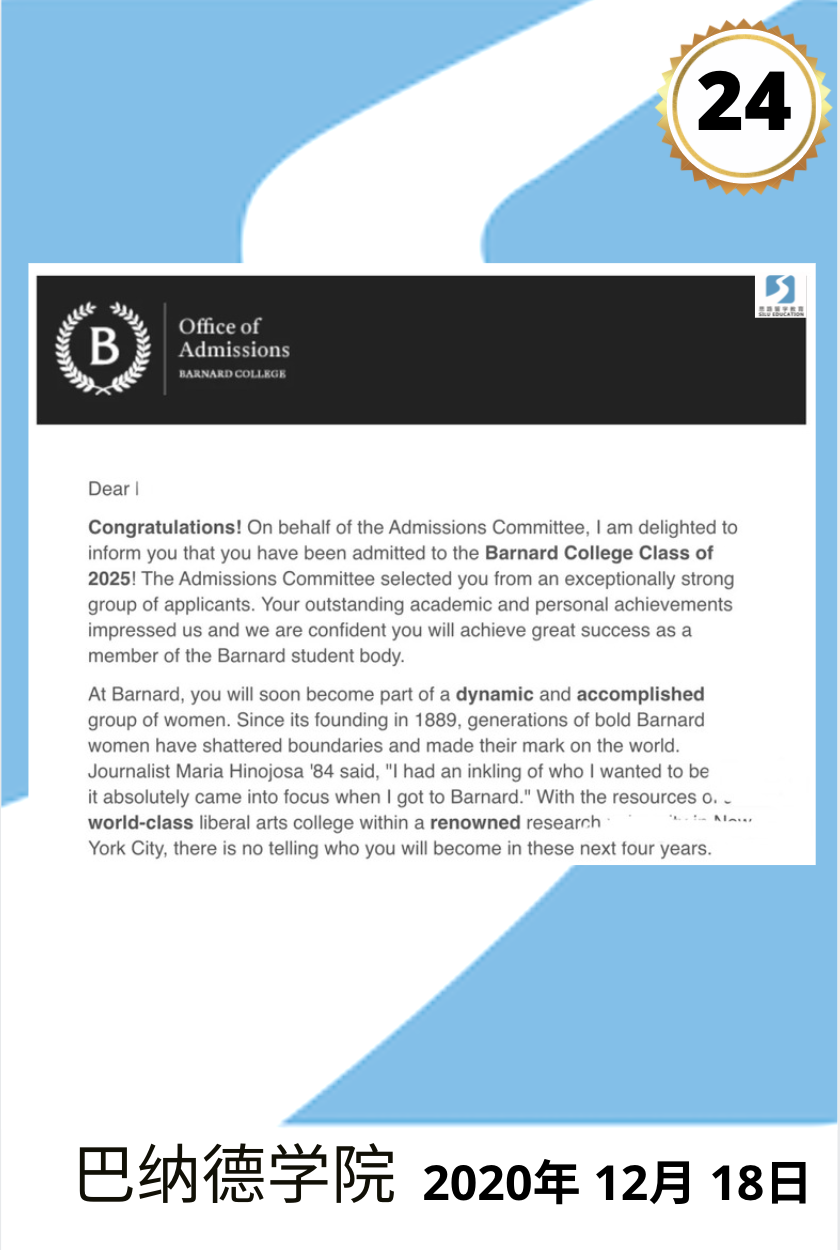 24
思路留学教育
SILU EDUCATION
B
Office of
Admissions
BARNARD COLLEGE
Dear
Congratulations! On behalf of the Admissions Committee, I am delighted to
inform you that you have been admitted to the Barnard College Class of
2025! The Admissions Committee selected you from an exceptionally strong
group of applicants. Your outstanding academic and personal achievements
impressed us and we are confident you will achieve great success as a
member of the Barnard student body.
At Barnard, you will soon become part of a dynamic and accomplished
group of women. Since its founding in 1889, generations of bold Barnard
women have shattered boundaries and made their mark on the world.
Journalist Maria Hinojosa '84 said, "I had an inkling of who I wanted to be
it absolutely came into focus when I got to Barnard." With the resources
world-class liberal arts college within a renowned research in New
York City, there is no telling who you will become in these next four years.
巴纳德学院 2020年 12月 18日